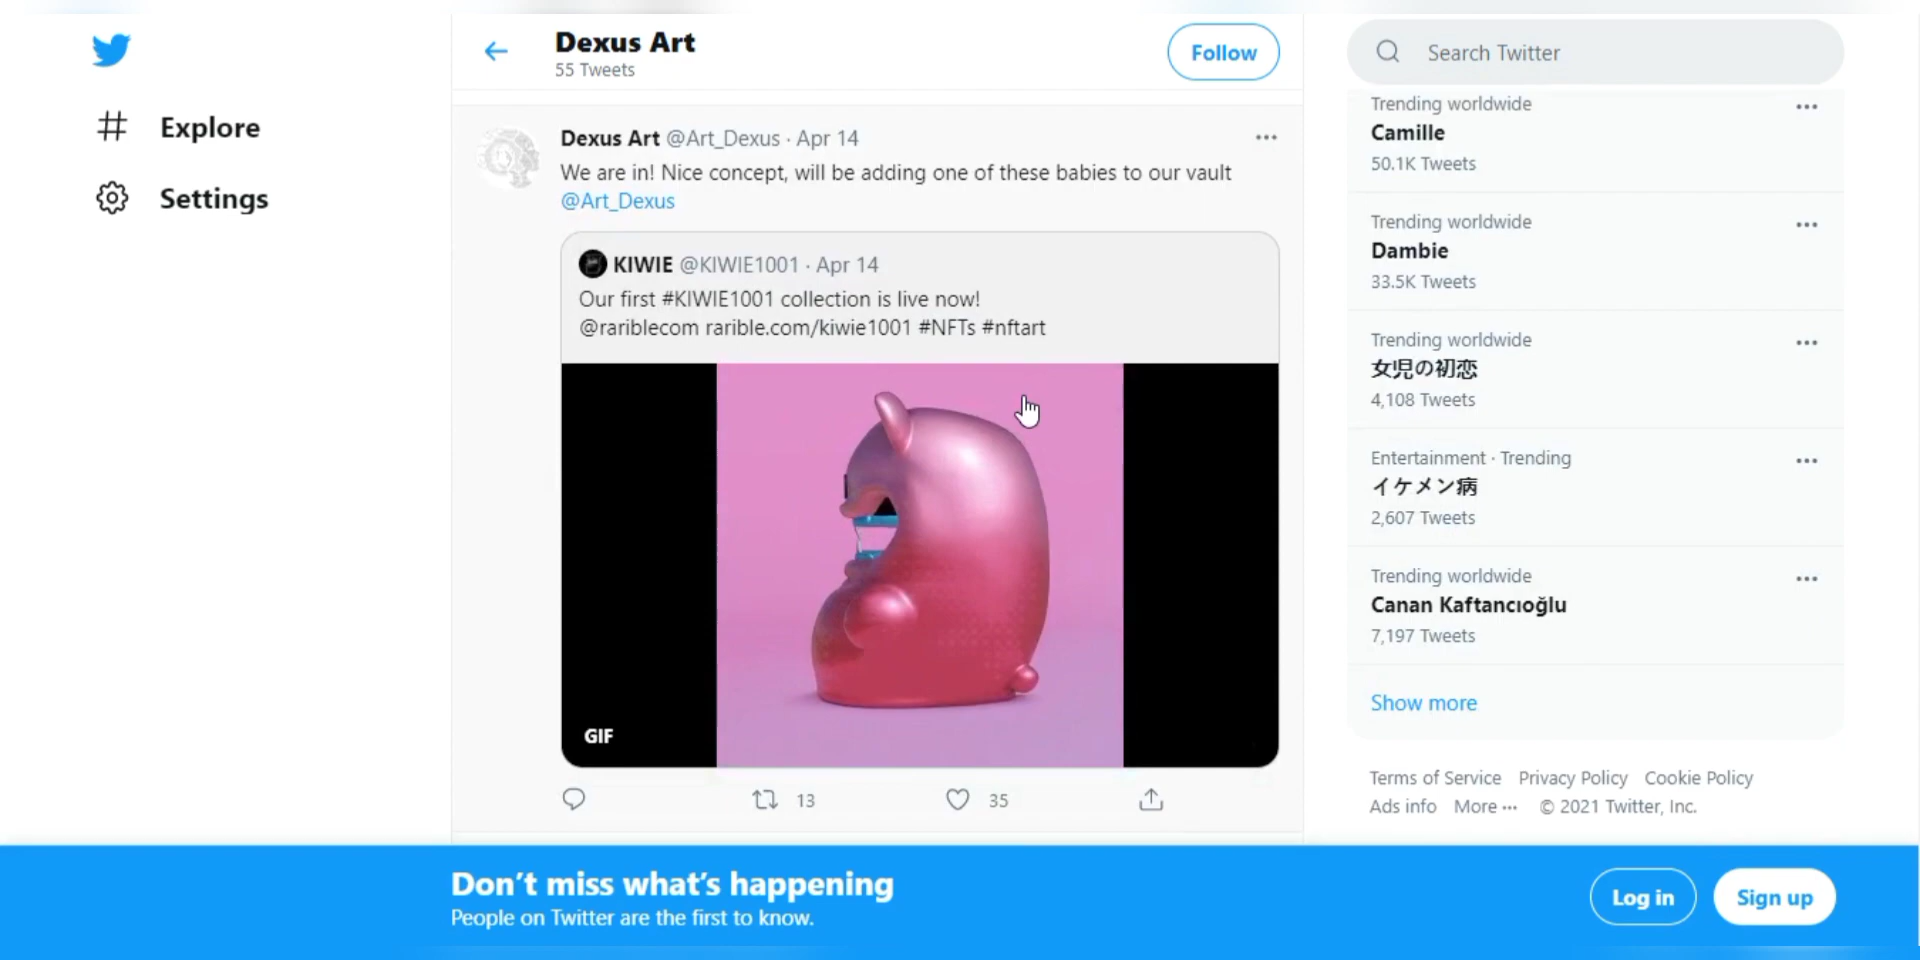 Explore
Settings
Dexus Art
55 Tweets
Follow
Dexus Art @Art_Dexus · Apr 14
We are in! Nice concept, will be adding one of these babies to our vault
@Art_Dexus
KIWIE @KIWIE1001 · Apr 14
Our first #KIWIE1001 collection is live now!
@rariblecom rarible.com/kiwie1001 #NFTs #nftart
GIF
13
35
Search Twitter
Trending worldwide
Camille
50.1K Tweets
Trending worldwide
Dambie
33.5K Tweets
Trending worldwide
女児の初恋
4,108 Tweets
Entertainment · Trending
イケメン病
2,607 Tweets
Trending worldwide
Canan Kaftancıoğlu
7,197 Tweets
Show more
Terms of Service Privacy Policy Cookie Policy
Ads info More ··· © 2021 Twitter, Inc.
Don’t miss what’s happening
People on Twitter are the first to know.
Log in
Sign up